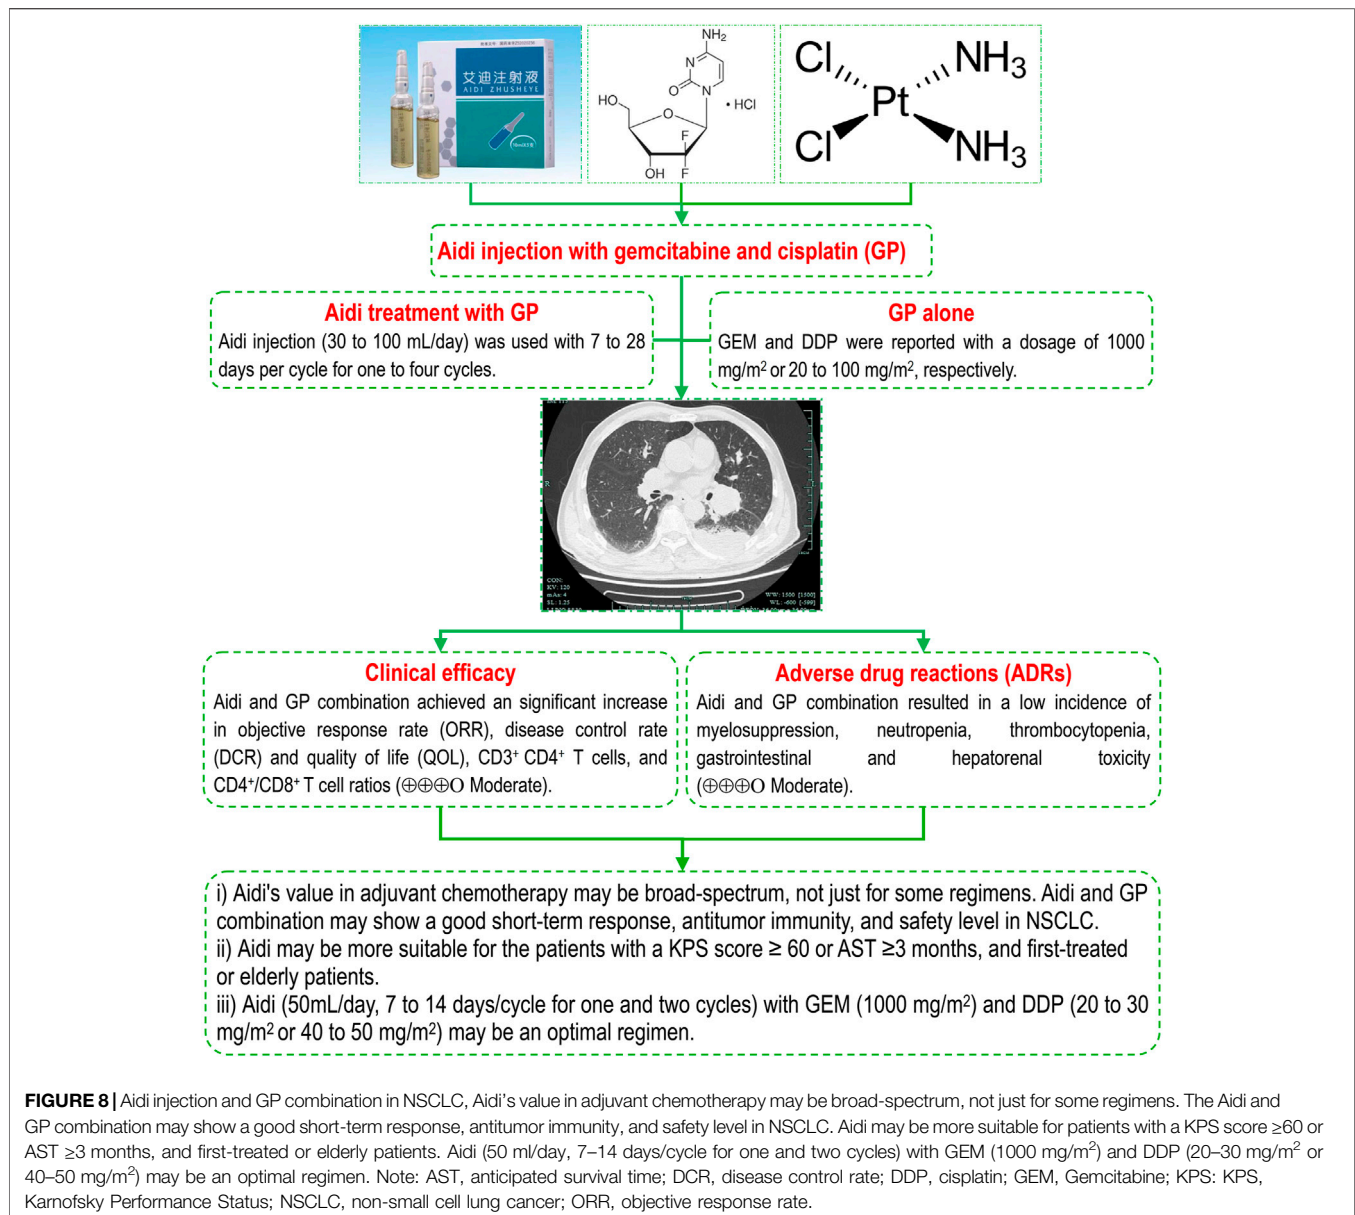 艾迪注射液
AIDI ZHUSHEYE
NH₂
N
O
N
HO
O
• HCl
F
OH
F
Cl
NH₃
Pt
Cl
NH₃
Aidi injection with gemcitabine and cisplatin (GP)
Aidi treatment with GP
Aidi injection (30 to 100 mL/day) was used with 7 to 28
days per cycle for one to four cycles.
GP alone
GEM and DDP were reported with a dosage of 1000
mg/m² or 20 to 100 mg/m², respectively.
R
CON:
KV: 120
mAs: 4
SL: 1.25
WW: 1500 [1500]
WL: -600 [-500]
Clinical efficacy
Aidi and GP combination achieved an significant increase
in objective response rate (ORR), disease control rate
(DCR) and quality of life (QOL), CD3⁺ CD4⁺ T cells, and
CD4⁺/CD8⁺ T cell ratios (⊕⊕⊕O Moderate).
Adverse drug reactions (ADRs)
Aidi and GP combination resulted in a low incidence of
myelosuppression, neutropenia, thrombocytopenia,
gastrointestinal and hepatorenal toxicity
(⊕⊕⊕O Moderate).
i) Aidi's value in adjuvant chemotherapy may be broad-spectrum, not just for some regimens. Aidi and GP
combination may show a good short-term response, antitumor immunity, and safety level in NSCLC.
ii) Aidi may be more suitable for the patients with a KPS score ≥ 60 or AST ≥3 months, and first-treated
or elderly patients.
iii) Aidi (50mL/day, 7 to 14 days/cycle for one and two cycles) with GEM (1000 mg/m²) and DDP (20 to 30
mg/m² or 40 to 50 mg/m²) may be an optimal regimen.
FIGURE 8 | Aidi injection and GP combination in NSCLC, Aidi’s value in adjuvant chemotherapy may be broad-spectrum, not just for some regimens. The Aidi and
GP combination may show a good short-term response, antitumor immunity, and safety level in NSCLC. Aidi may be more suitable for patients with a KPS score ≥60 or
AST ≥3 months, and first-treated or elderly patients. Aidi (50 ml/day, 7–14 days/cycle for one and two cycles) with GEM (1000 mg/m²) and DDP (20–30 mg/m² or
40–50 mg/m²) may be an optimal regimen. Note: AST, anticipated survival time; DCR, disease control rate; DDP, cisplatin; GEM, Gemcitabine; KPS: KPS,
Karnofsky Performance Status; NSCLC, non-small cell lung cancer; ORR, objective response rate.